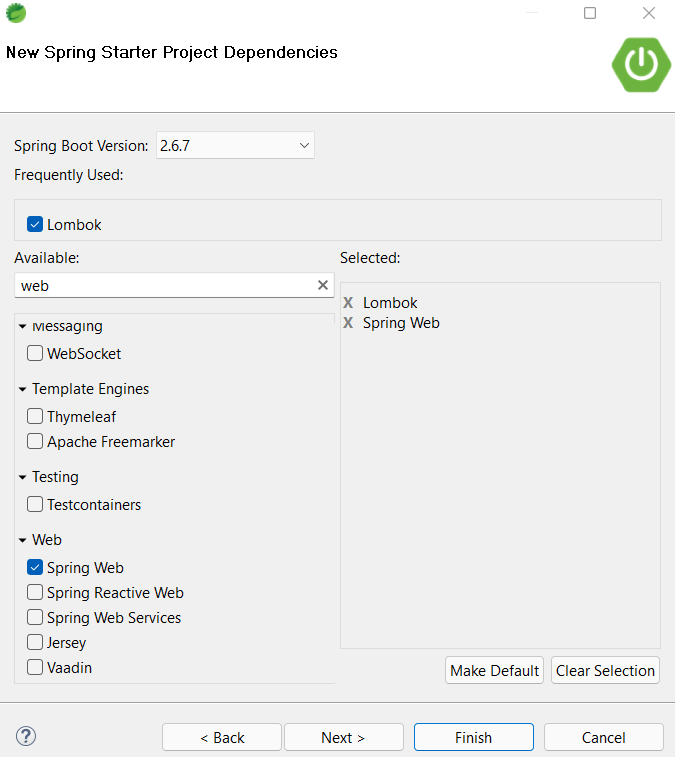 New Spring Starter Project Dependencies
Spring Boot Version: 2.6.7
Frequently Used:
Lombok
Available:
web
Messaging
WebSocket
Template Engines
Thymeleaf
Apache Freemarker
Testing
Testcontainers
Web
Spring Web
Spring Reactive Web
Spring Web Services
Jersey
Vaadin
Selected:
X Lombok
X Spring Web
Make Default Clear Selection
? < Back Next > Finish Cancel